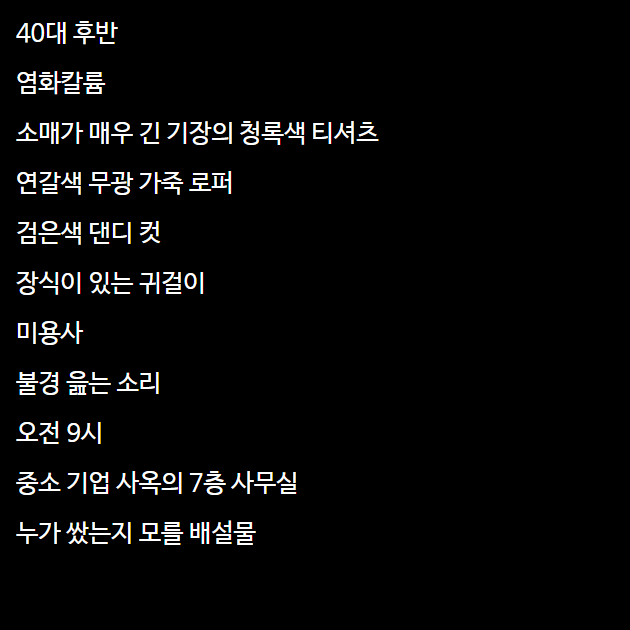 40대 후반
염화칼륨
소매가 매우 긴 기장의 청록색 티셔츠
연갈색 무광 가죽 로퍼
검은색 댄디 컷
장식이 있는 귀걸이
미용사
불경 읊는 소리
오전 9시
중소 기업 사옥의 7층 사무실
누가 쌌는지 모를 배설물